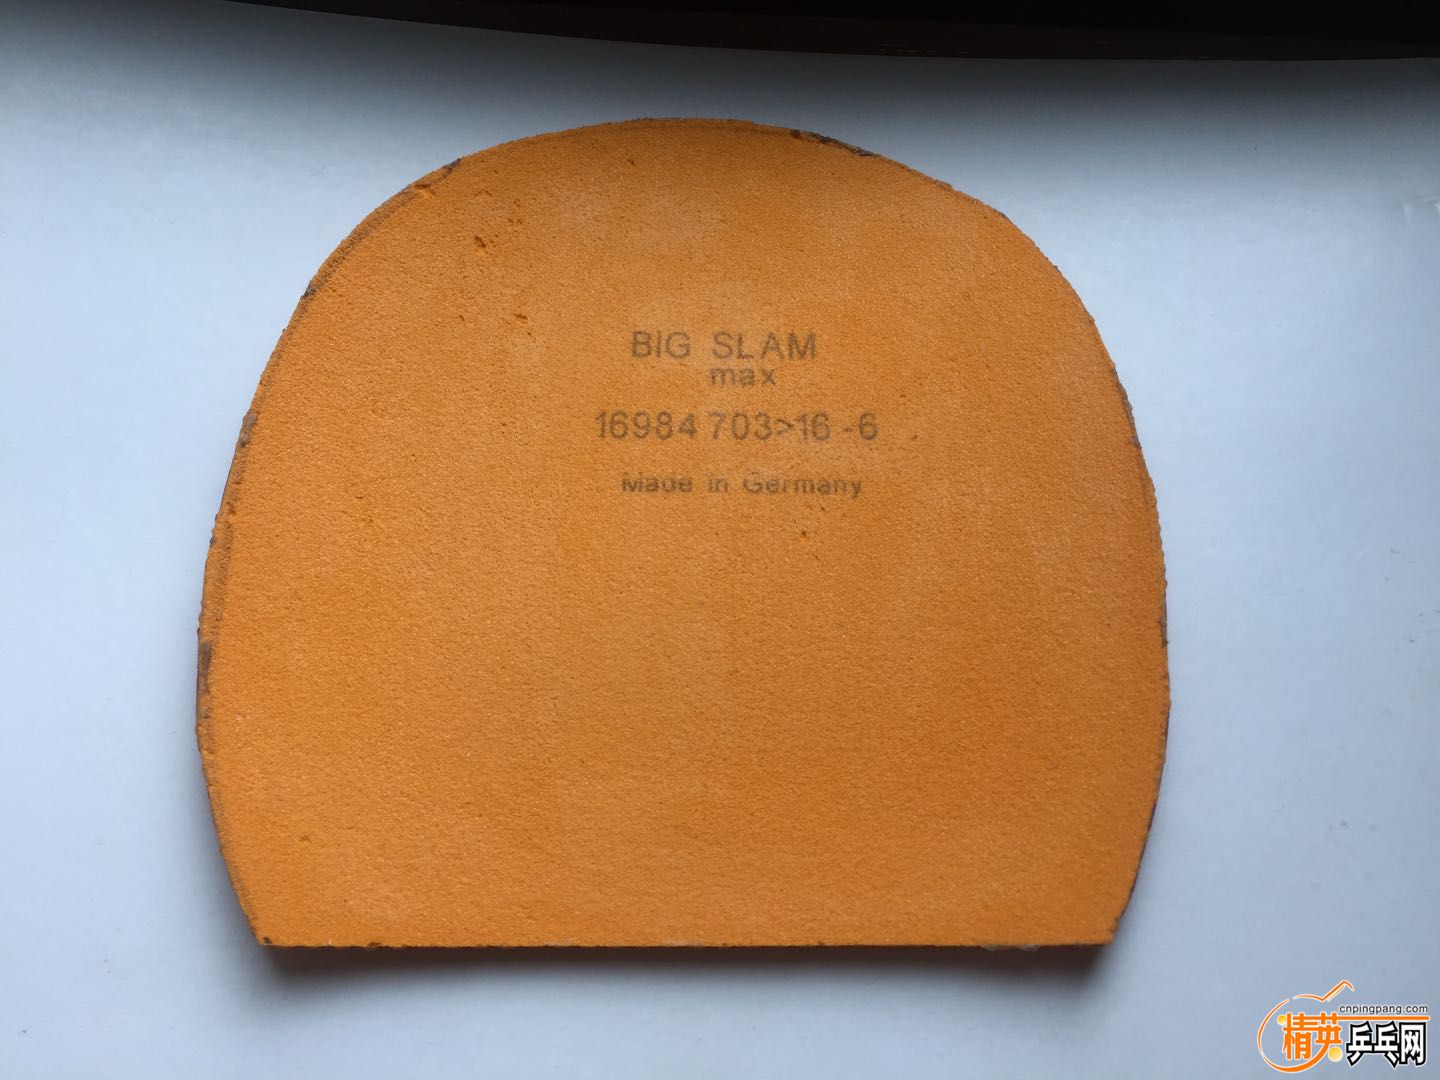 BIG SLAM
max
16984 703>16 -6
Made in Germany
cnpingpang.com
精英乒乓网